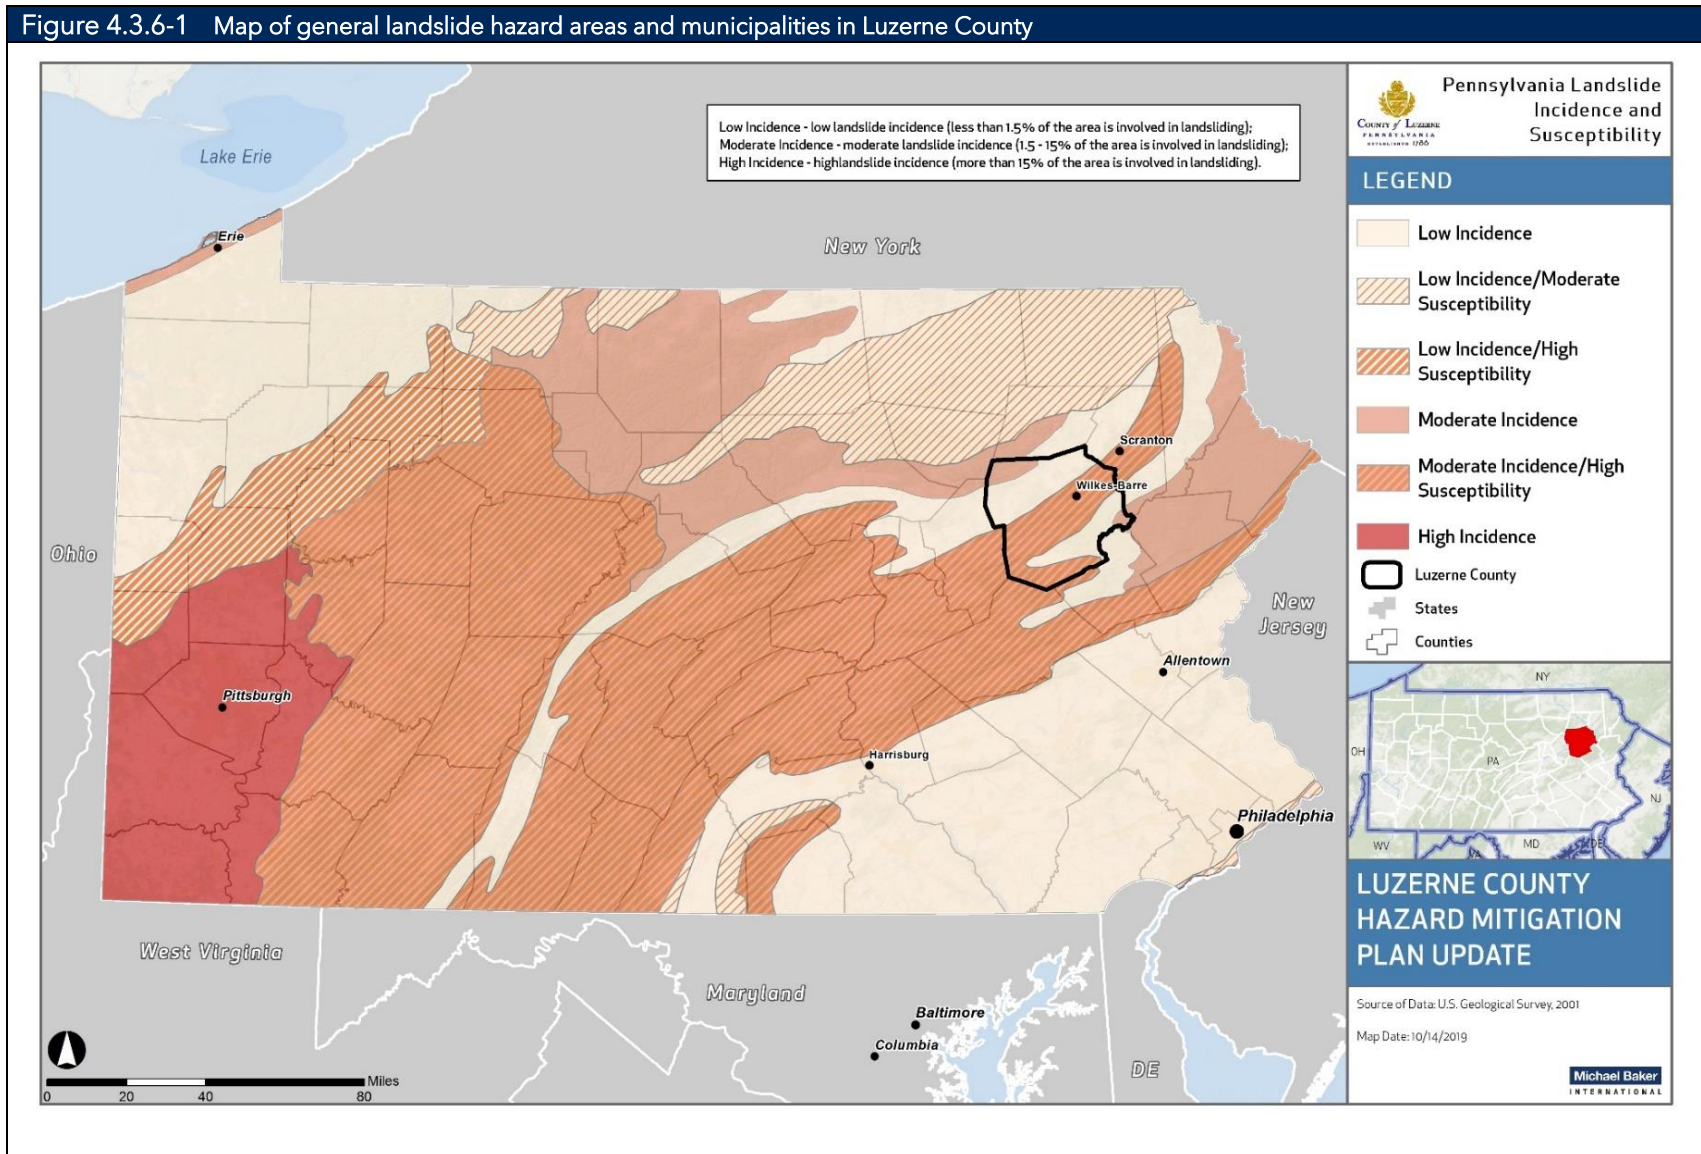 Figure 4.3.6-1 Map of general landslide hazard areas and municipalities in Luzerne County
Low Incidence - low landslide incidence (less than 1.5% of the area is involved in landsliding);
Moderate Incidence - moderate landslide incidence (1.5 - 15% of the area is involved in landsliding);
High Incidence - highlandslide incidence (more than 15% of the area is involved in landsliding).
Lake Erie
Erie
New York
Scranton
Wilkes-Barre
Ohio
New
Jersey
Allentown
Pittsburgh
Harrisburg
Philadelphia
West Virginia
Maryland
Baltimore
Columbia
DE
Miles
0 20 40 80
COUNTY of LUZERNE
PENNSYLVANIA
ESTABLISHED 1786
Pennsylvania Landslide
Incidence and
Susceptibility
LEGEND
Low Incidence
Low Incidence/Moderate
Susceptibility
Low Incidence/High
Susceptibility
Moderate Incidence
Moderate Incidence/High
Susceptibility
High Incidence
Luzerne County
States
Counties
NY
OH
PA
NJ
WV
VA
MD
DE
LUZERNE COUNTY
HAZARD MITIGATION
PLAN UPDATE
Source of Data: U.S. Geological Survey, 2001
Map Date: 10/14/2019
Michael Baker
INTERNATIONAL